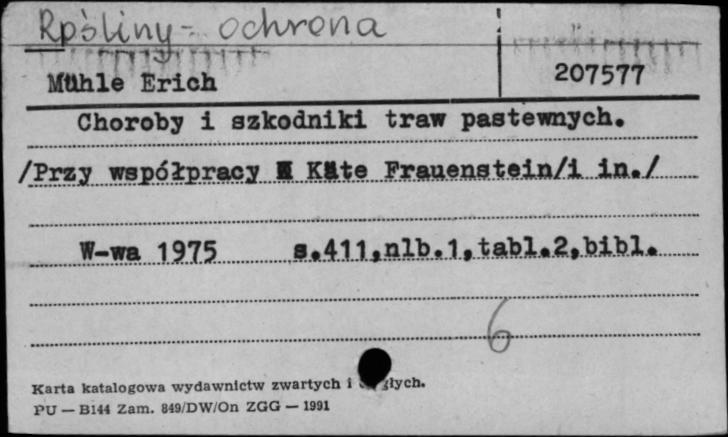 Rośliny - ochrona
Mühle Erich 207577
Choroby i szkodniki traw pastewnych.
/Przy współpracy Käte Frauenstein/i in./
W-wa 1975 s.411,nlb.1,tabl.2,bibl.
6
Karta katalogowa wydawnictw zwartych i
PU — B144 Zam. 849/DW/On ZGG — 1991